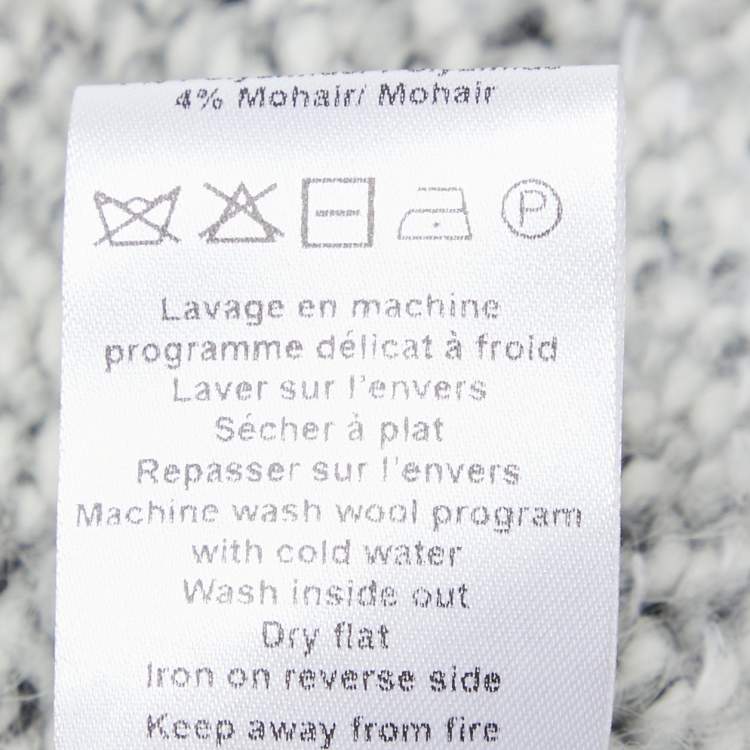 4% Mohair/ Mohair
P
Lavage en machine
programme délicat à froid
Laver sur l'envers
Sécher à plat
Repasser sur l'envers
Machine wash wool program
with cold water
Wash inside out
Dry flat
Iron on reverse side
Keep away from fire